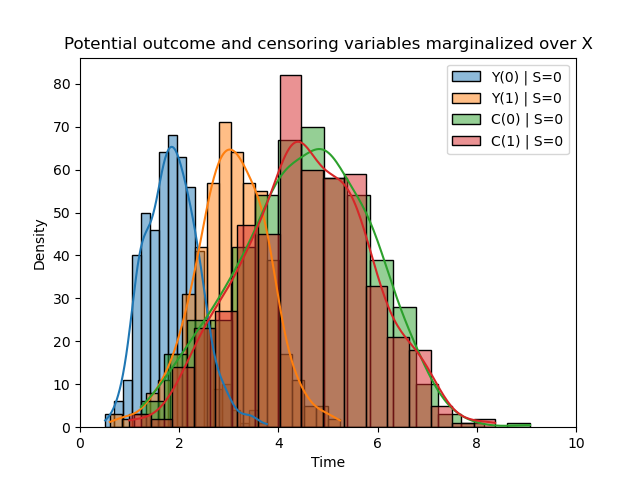 Potential outcome and censoring variables marginalized over X
Y(0) | S=0
Y(1) | S=0
C(0) | S=0
C(1) | S=0
Density
80
70
60
50
40
30
20
10
0
0 2 4 6 8 10
Time